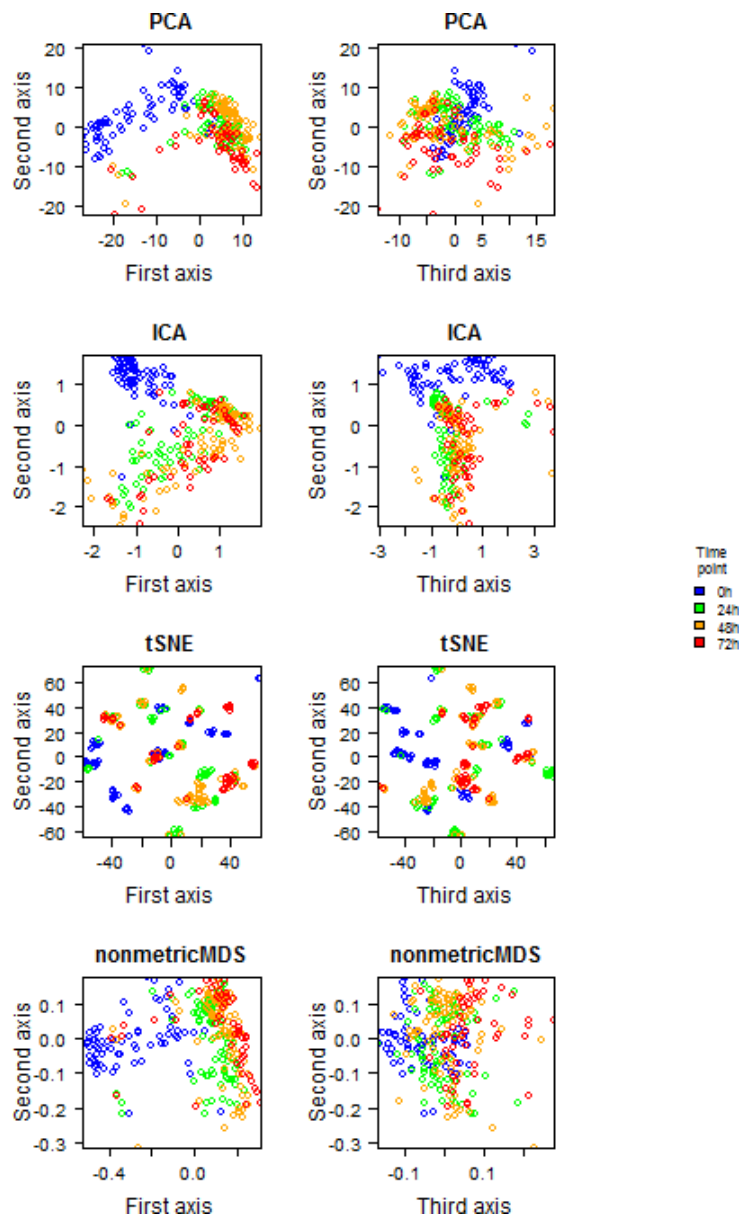 PCA
PCA
20
10
0
-10
-20
Second axis
-20
-10
0
10
First axis
20
10
0
-10
-20
Second axis
-10
0
5
15
Third axis
ICA
ICA
1
0
-1
-2
Second axis
-2
-1
0
1
First axis
1
0
-1
-2
Second axis
-3
-1
1
3
Third axis
Time
point
0h
24h
48h
72h
tSNE
tSNE
60
40
20
0
-20
-40
-60
Second axis
-40
0
40
First axis
60
40
20
0
-20
-40
-60
Second axis
-40
0
40
Third axis
nonmetricMDS
nonmetricMDS
0.1
0.0
-0.1
-0.2
-0.3
Second axis
-0.4
0.0
First axis
0.1
0.0
-0.1
-0.2
-0.3
Second axis
-0.1
0.1
Third axis